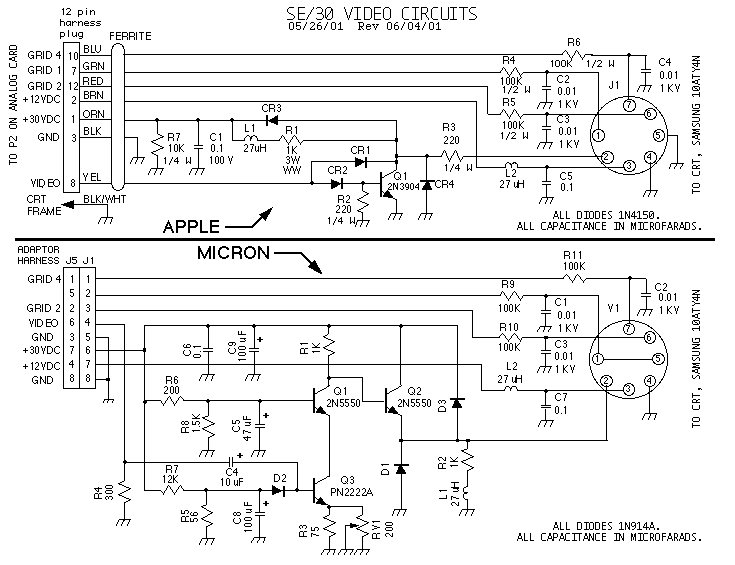 SE/30 VIDEO CIRCUITS
05/26/01 Rev 06/04/01
12 pin
harness
plug
FERRITE
TO P2 ON ANALOG CARD
GRID 4 10 BLU
GRID 1 7 GRN
GRID 2 12 RED
+12VDC 2 BRN
+30VDC 1 ORN
GND 3 BLK
VIDEO 8 YEL
CRT
FRAME
BLK/WHT
R7
10K
1/4 W
C1
0.1
100 V
L1
27uH
CR3
R1
1K
3W
WW
CR1
CR2
R2
220
1/4 W
Q1
2N3904
CR4
R3
220
1/4 W
R6
100K
1/2 W
R4
100K
1/2 W
R5
100K
1/2 W
C2
0.01
1 KV
C3
0.01
1 KV
L2
27 uH
C5
0.1
C4
0.01
1 KV
J1
7
6
1
5
2
3
4
TO CRT, SAMSUNG 10ATY4N
ALL DIODES 1N4150.
ALL CAPACITANCE IN MICROFARADS.
APPLE
MICRON
ADAPTOR
HARNESS J5 J1
GRID 4 1 1
5 2
GRID 2 2 3
VIDEO 6 4
GND 3 5
+30VDC 7 6
+12VDC 4 7
GND 8 8
C6
0.1
C9
100 uF
+
R1
1K
R6
200
R8
1.5K
C5
47 uF
+
Q1
2N5550
Q2
2N5550
D3
R7
12K
C4
10 uF
+
D2
Q3
PN2222A
D1
R2
1K
L1
27uH
R4
300
R5
56
C8
100 uF
+
R3
75
RV1
200
R11
100K
R9
100K
R10
100K
C1
0.01
1 KV
C3
0.01
1 KV
L2
27 uH
C7
0.1
C2
0.01
1 KV
V1
7
6
1
5
2
3
4
TO CRT, SAMSUNG 10ATY4N
ALL DIODES 1N914A.
ALL CAPACITANCE IN MICROFARADS.